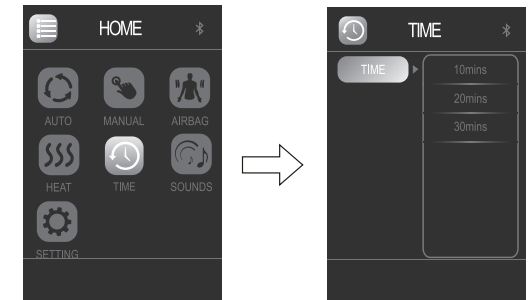 HOME
AUTO MANUAL AIRBAG
HEAT TIME SOUNDS
SETTING
TIME
TIME
10mins
20mins
30mins